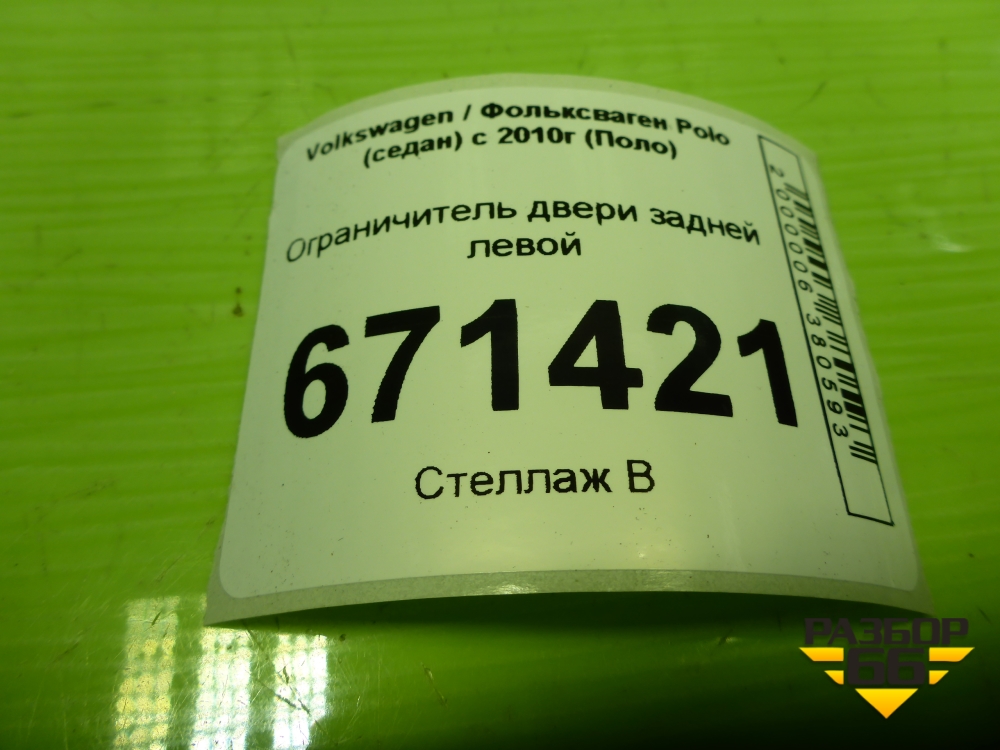 Volkswagen / Фольксваген Polo
(седан) с 2010г (Поло)
Ограничитель двери задней
левой
671421
Стеллаж В
2000006380593
РАЗБОР
66